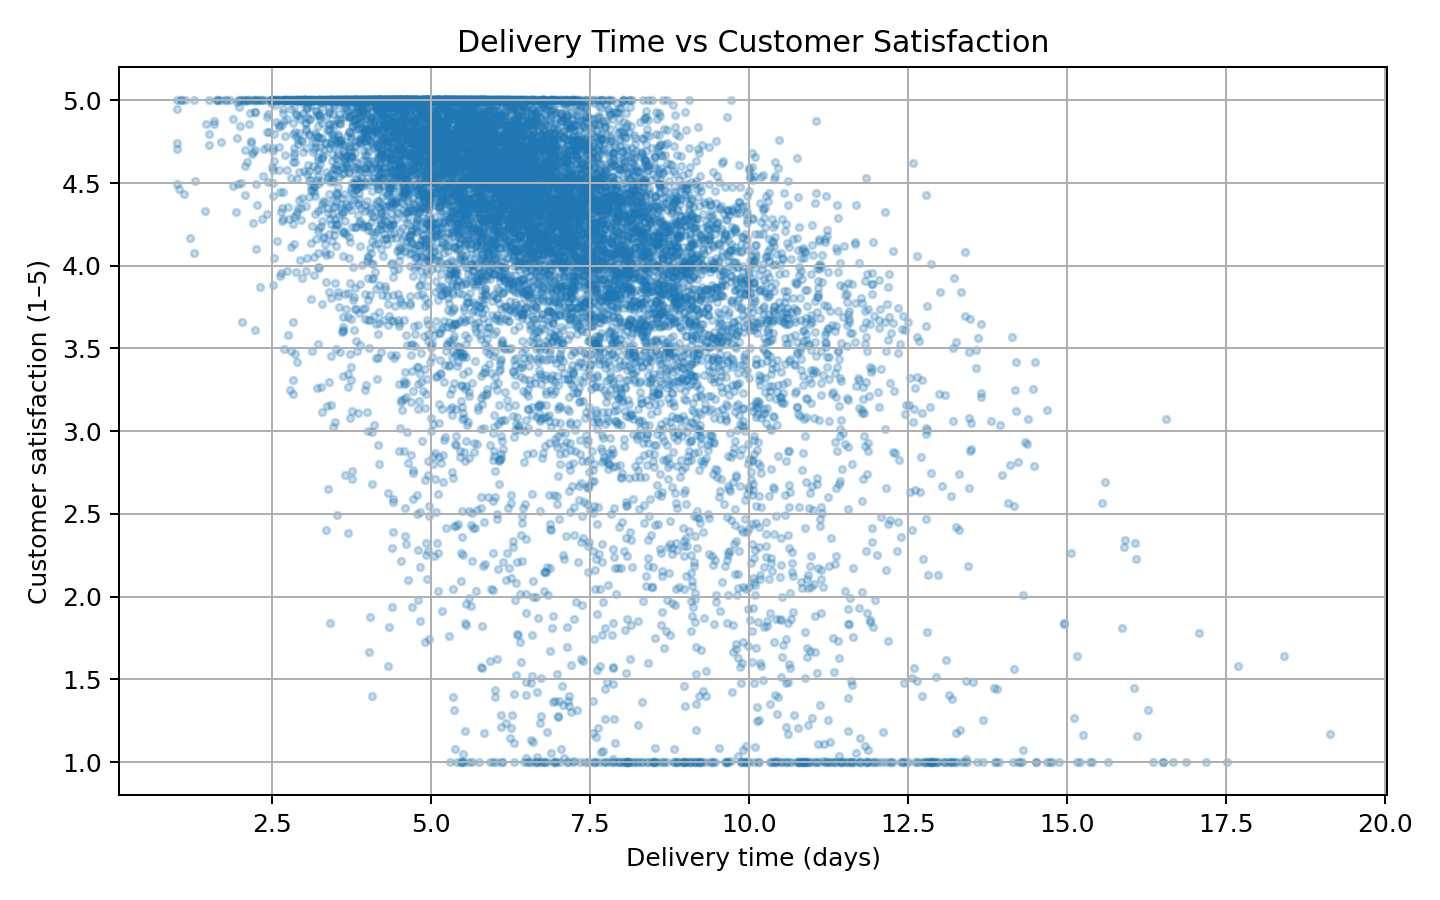 Delivery Time vs Customer Satisfaction
5.0
4.5
4.0
3.5
3.0
2.5
2.0
1.5
1.0
Customer satisfaction (1–5)
2.5 5.0 7.5 10.0 12.5 15.0 17.5 20.0
Delivery time (days)